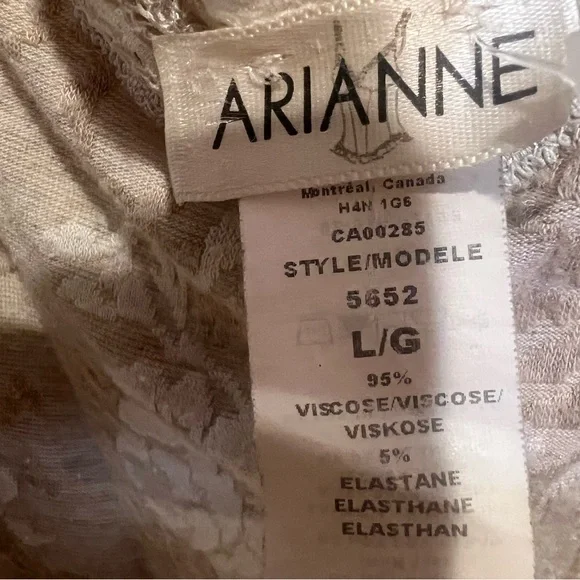 ARIANNE
Montréal, Canada
H4N 1G6
CA00285
STYLE/MODELE
5652
L/G
95%
VISCOSE/VISCOSE/
VISKOSE
5%
ELASTANE
ELASTHANE
ELASTHAN